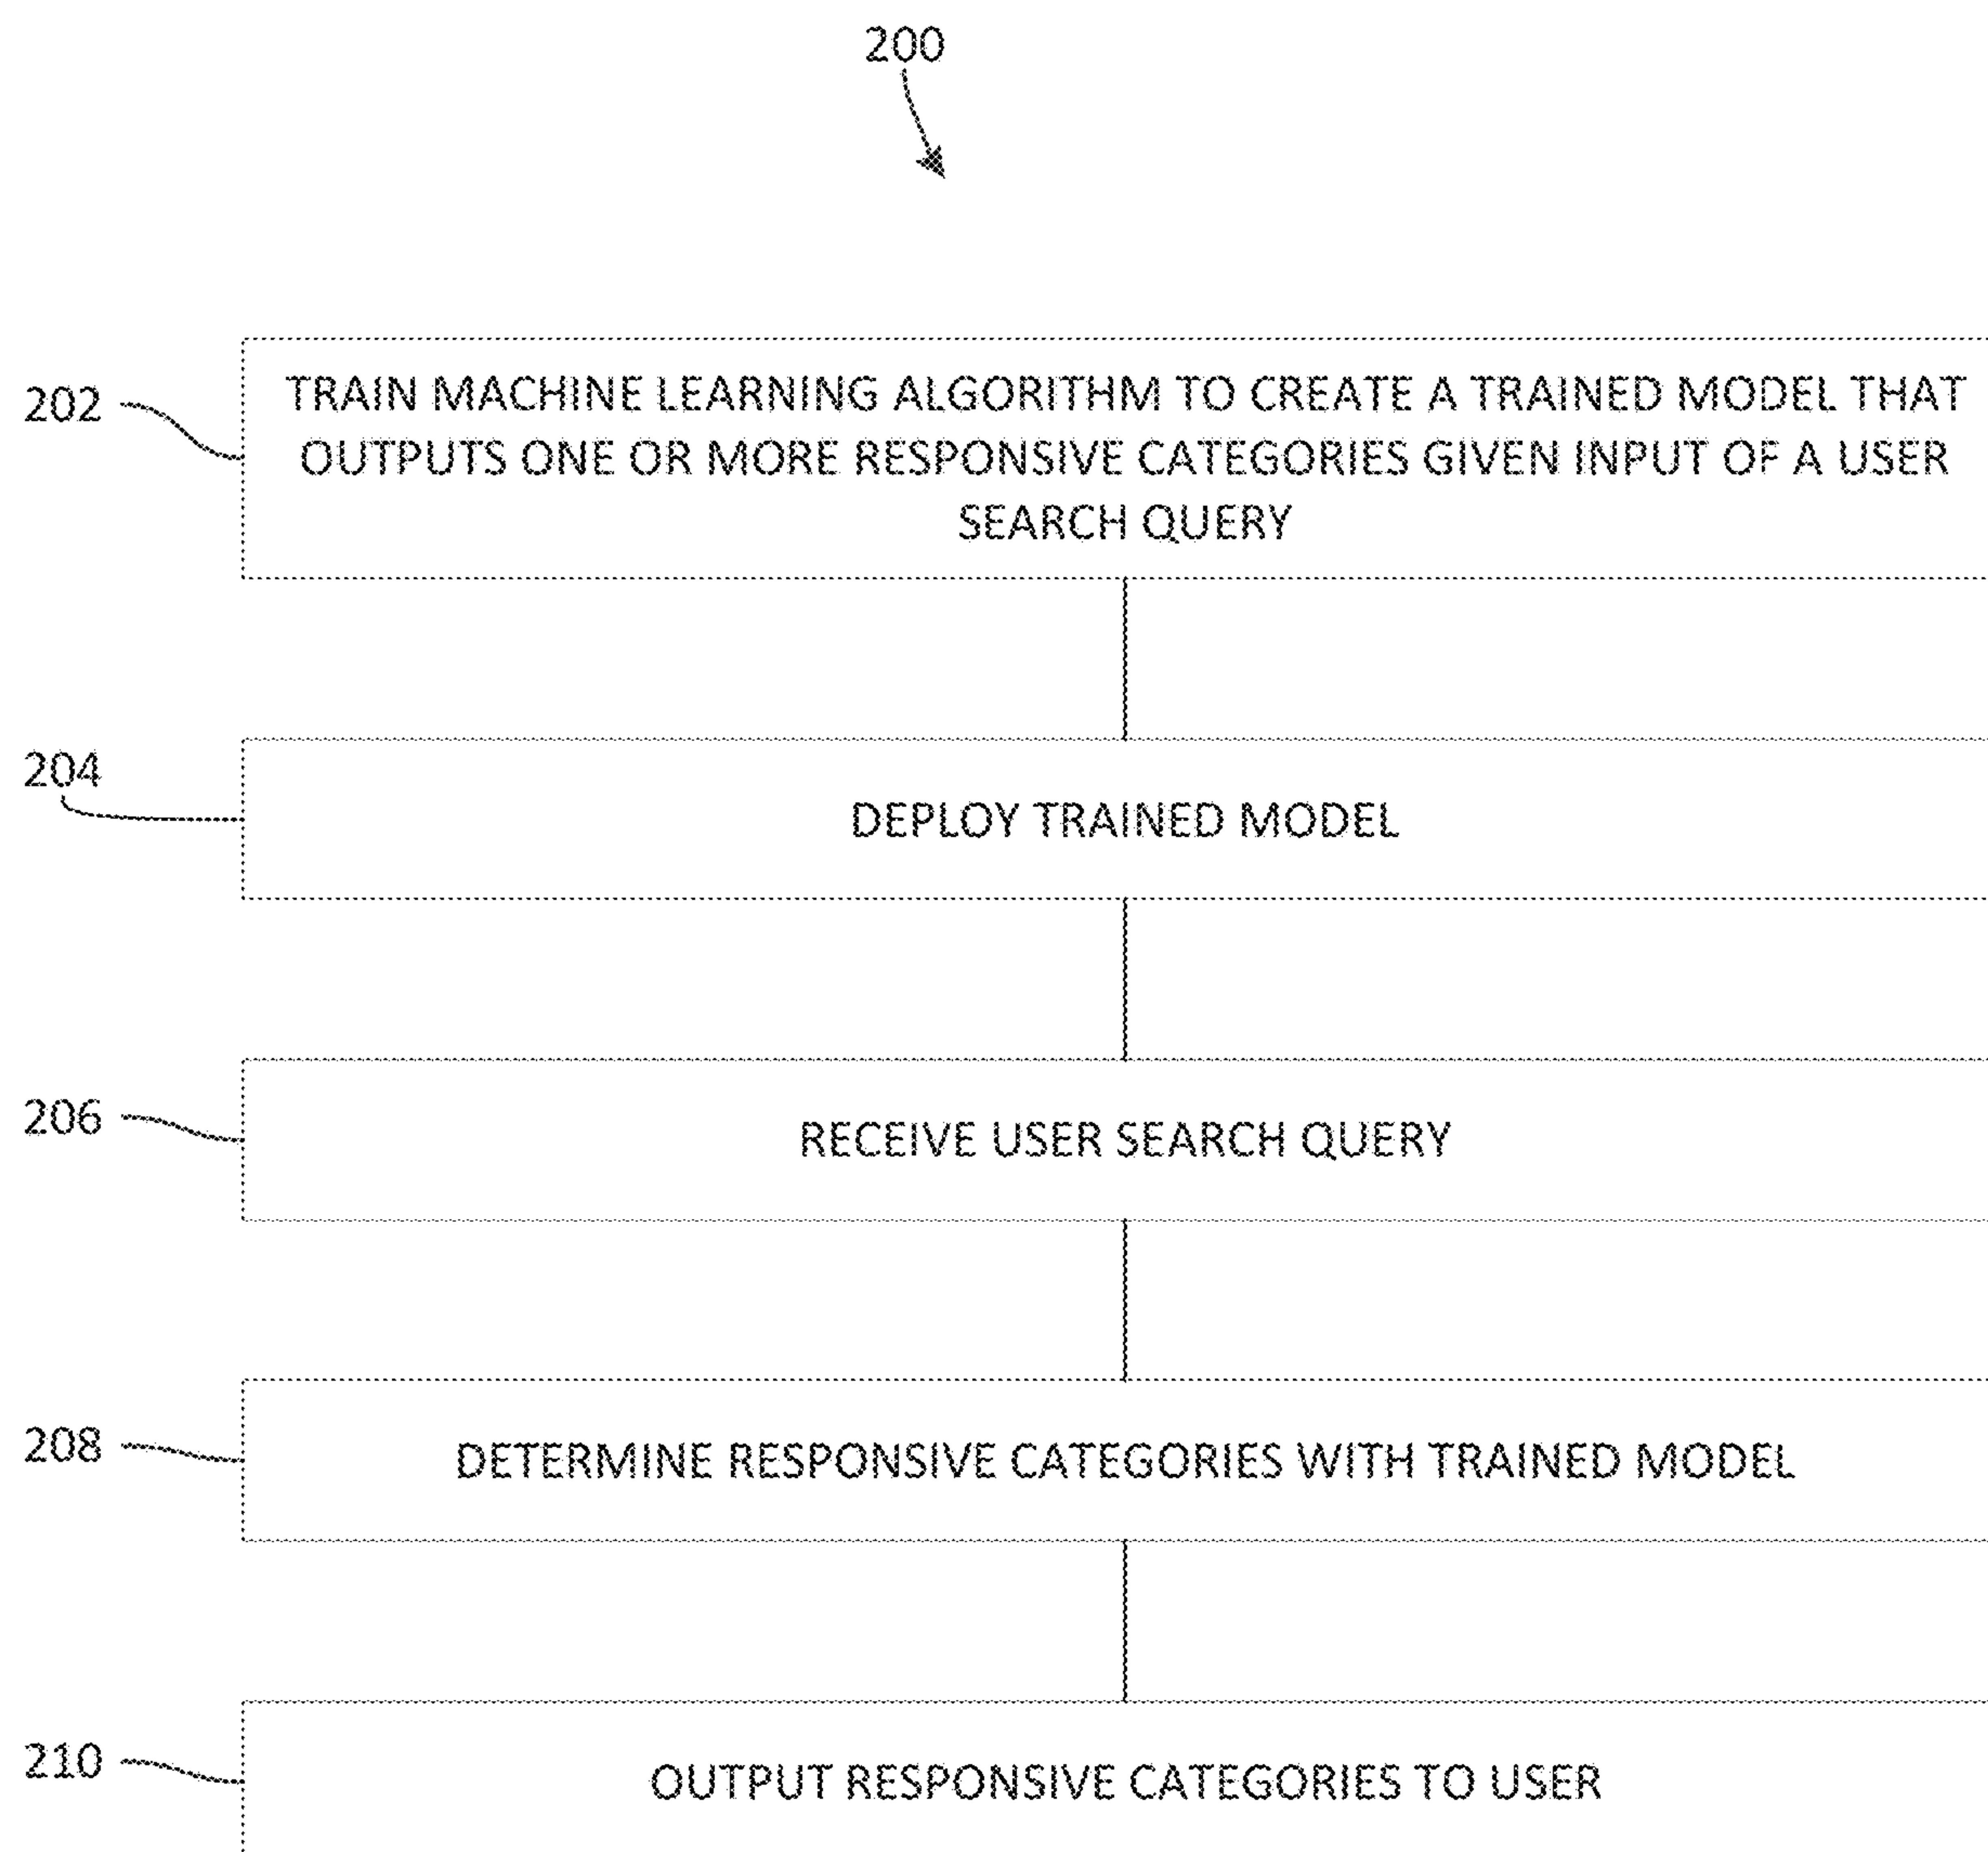 200
202
TRAIN MACHINE LEARNING ALGORITHM TO CREATE A TRAINED MODEL THAT
OUTPUTS ONE OR MORE RESPONSIVE CATEGORIES GIVEN INPUT OF A USER
SEARCH QUERY
204
DEPLOY TRAINED MODEL
206
RECEIVE USER SEARCH QUERY
208
DETERMINE RESPONSIVE CATEGORIES WITH TRAINED MODEL
210
OUTPUT RESPONSIVE CATEGORIES TO USER